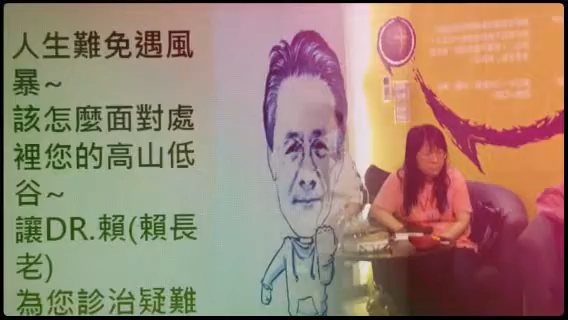 人生難免遇風
暴~
該怎麼面對處
裡您的高山低
谷~
讓DR.賴(賴長
老)
為您診治疑難